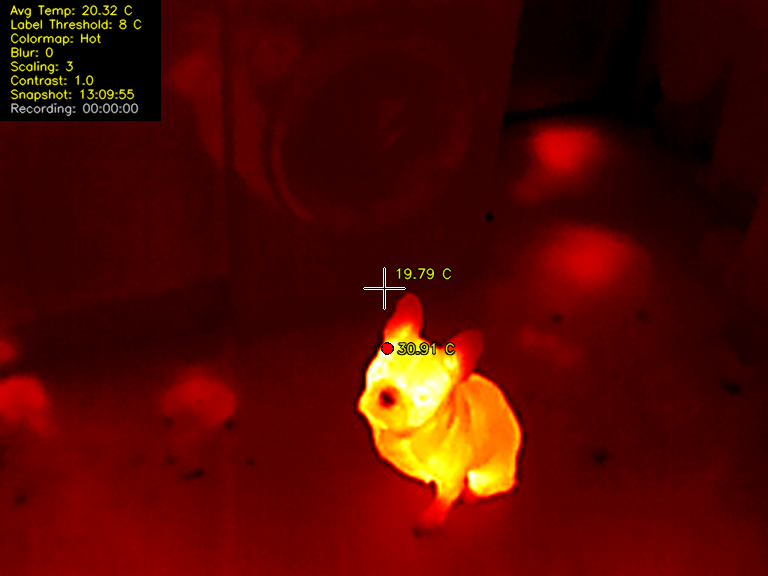 Avg Temp: 20.32 C
Label Threshold: 8 C
Colormap: Hot
Blur: 0
Scaling: 3
Contrast: 1.0
Snapshot: 13:09:55
Recording: 00:00:00
19.79 C
30.91 C